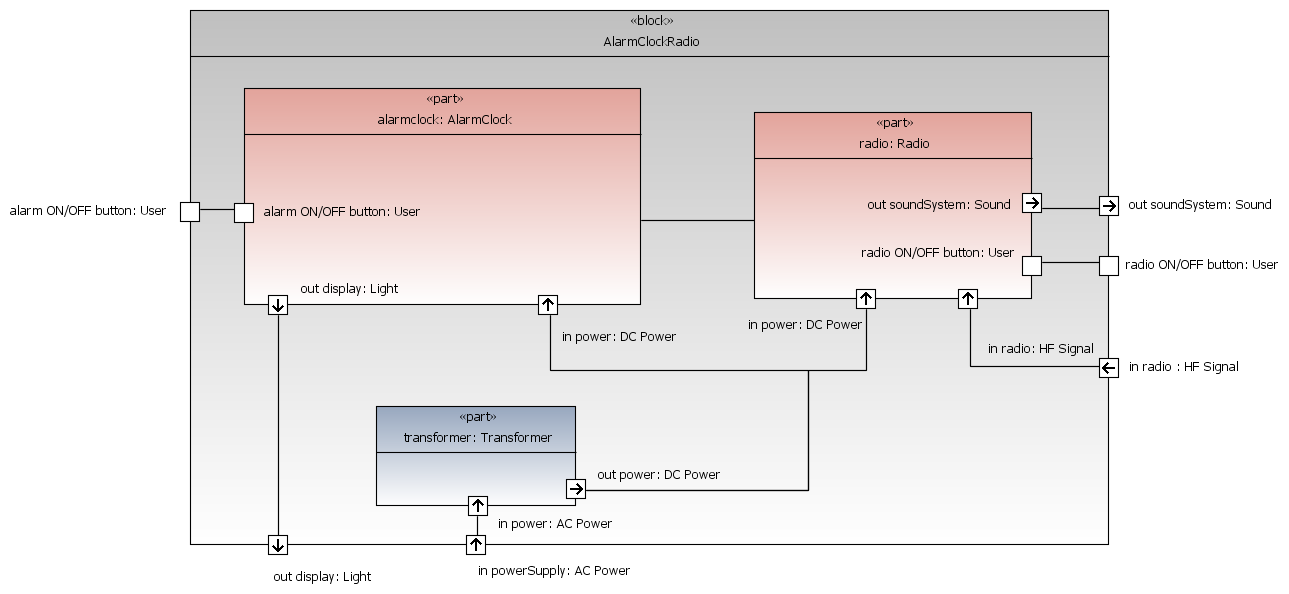 «block»
AlarmClockRadio
«part»
alarmclock: AlarmClock
«part»
radio: Radio
alarm ON/OFF button: User
alarm ON/OFF button: User
out soundSystem: Sound
out soundSystem: Sound
radio ON/OFF button: User
radio ON/OFF button: User
out display: Light
in power: DC Power
in power: DC Power
in radio: HF Signal
in radio : HF Signal
«part»
transformer: Transformer
out power: DC Power
in power: AC Power
out display: Light
in powerSupply: AC Power